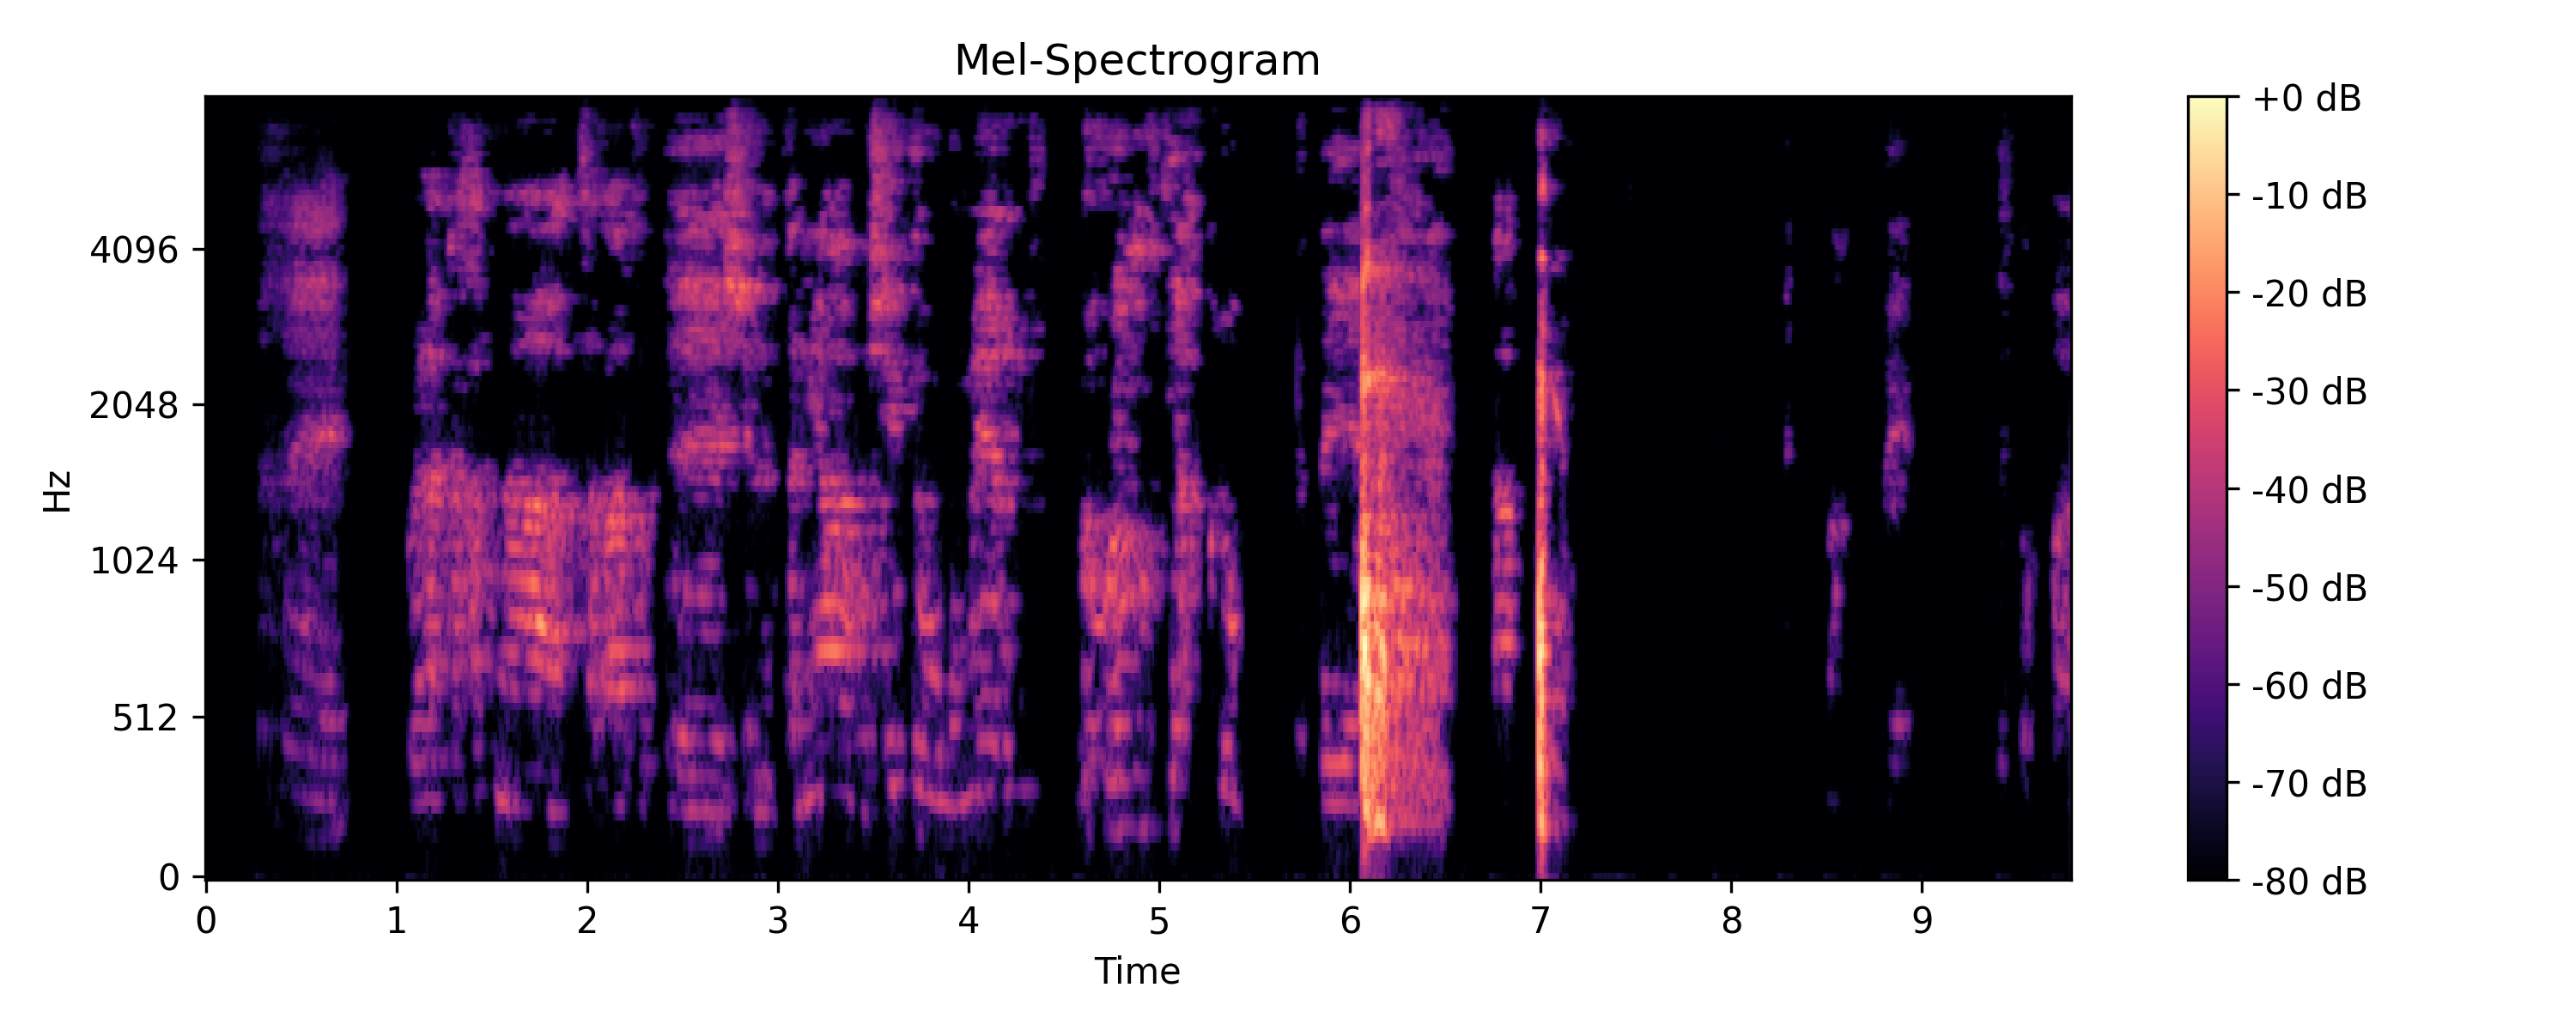 Mel-Spectrogram
+0 dB
-10 dB
-20 dB
-30 dB
-40 dB
-50 dB
-60 dB
-70 dB
-80 dB
4096
2048
1024
512
0
Hz
0 1 2 3 4 5 6 7 8 9
Time